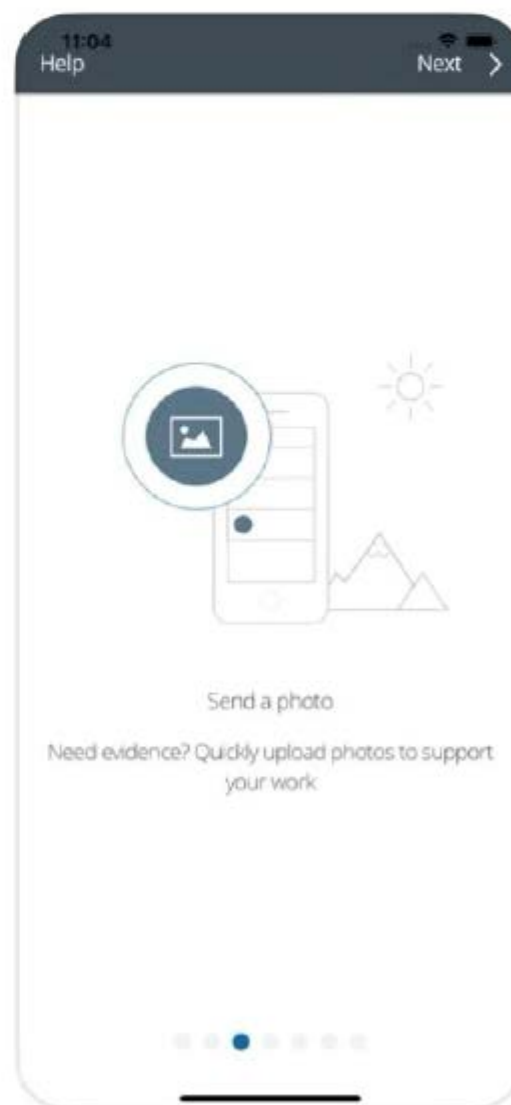 11:04
Help
Next
Send a photo
Need evidence? Quickly upload photos to support
your work